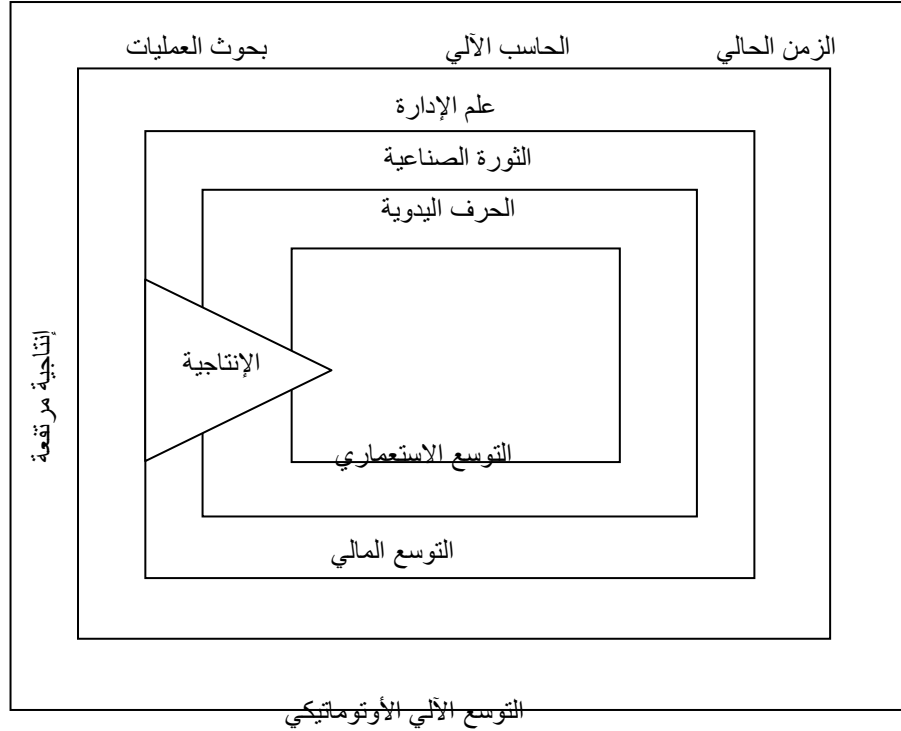 الزمن الحالي
الحاسب الآلي
بحوث العمليات
علم الإدارة
الثورة الصناعية
الحرف اليدوية
الإنتاجية
إنتاجية مرتفعة
التوسع الاستعماري
التوسع المالي
التوسع الآلي الأوتوماتيكي